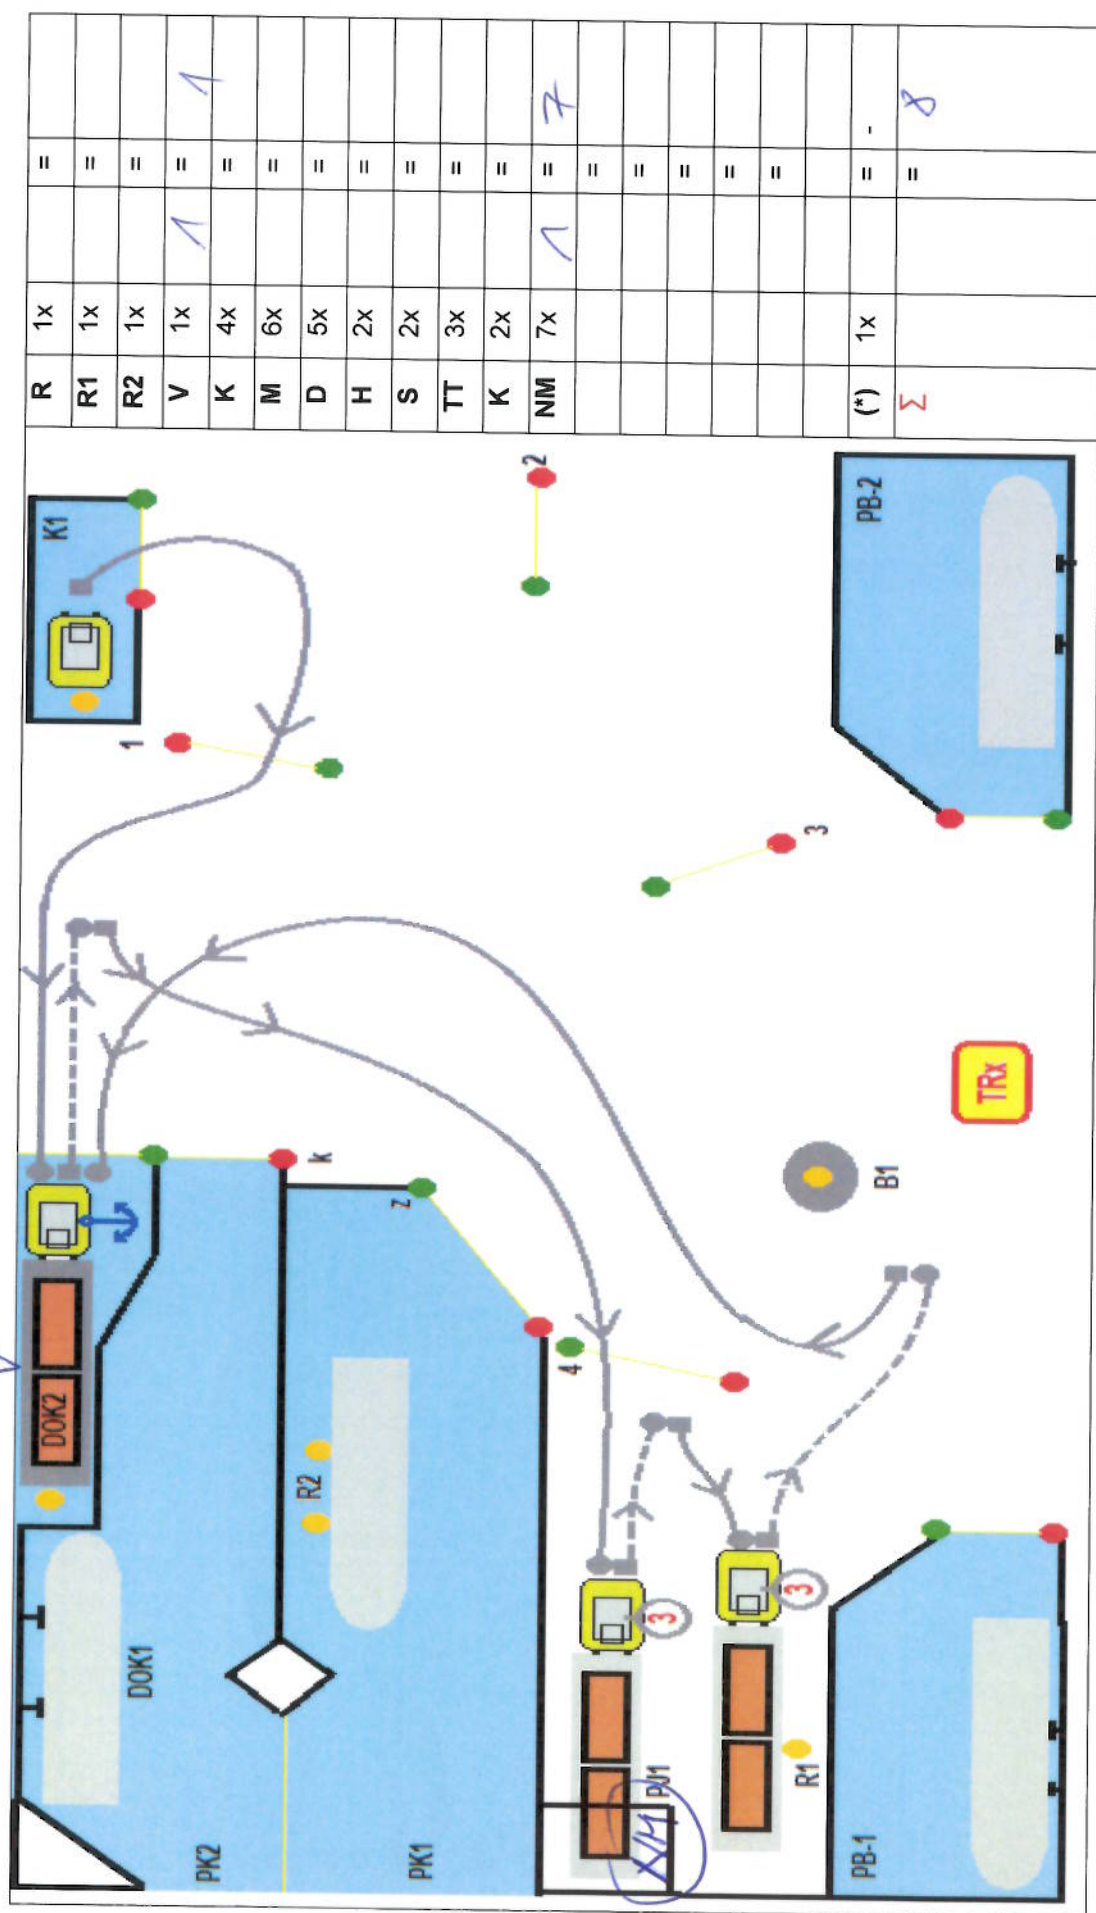 R 1x =
R1 1x =
R2 1x =
V 1x 1 = 1
K 4x =
M 6x =
D 5x =
H 2x =
S 2x =
TT 3x =
K 2x =
NM 7x 1 = 7
=
=
=
=
=
(*) 1x = -
Σ = 8
K1
1
2
3
PB-2
TRx
B1
k
z
4
DOK2
R2
DOK1
PK2
PK1
3
3
PJ1
NM
R1
PB-1